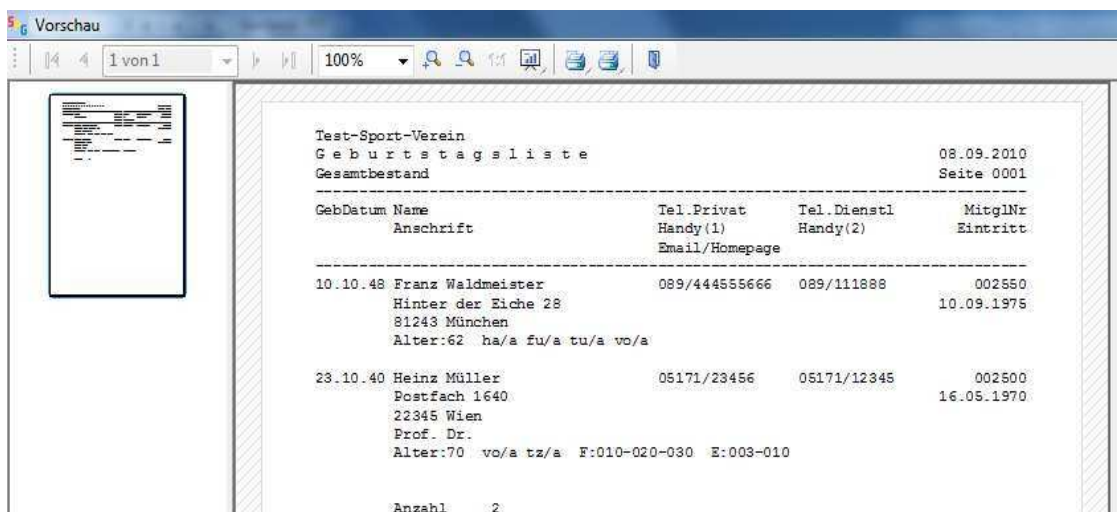 S G Vorschau
1 von 1 100% 1:1
Test-Sport-Verein
G e b u r t s t a g s l i s t e 08.09.2010
Gesamtbestand Seite 0001
GebDatum Name Tel.Privat Tel.Dienstl MitglNr
Anschrift Handy(1) Handy(2) Eintritt
Email/Homepage
10.10.48 Franz Waldmeister 089/444555666 089/111888 002550
Hinter der Eiche 28 10.09.1975
81243 München
Alter:62 ha/a fu/a tu/a vo/a
23.10.40 Heinz Müller 05171/23456 05171/12345 002500
Postfach 1640 16.05.1970
22345 Wien
Prof. Dr.
Alter:70 vo/a tz/a F:010-020-030 E:003-010
Anzahl 2